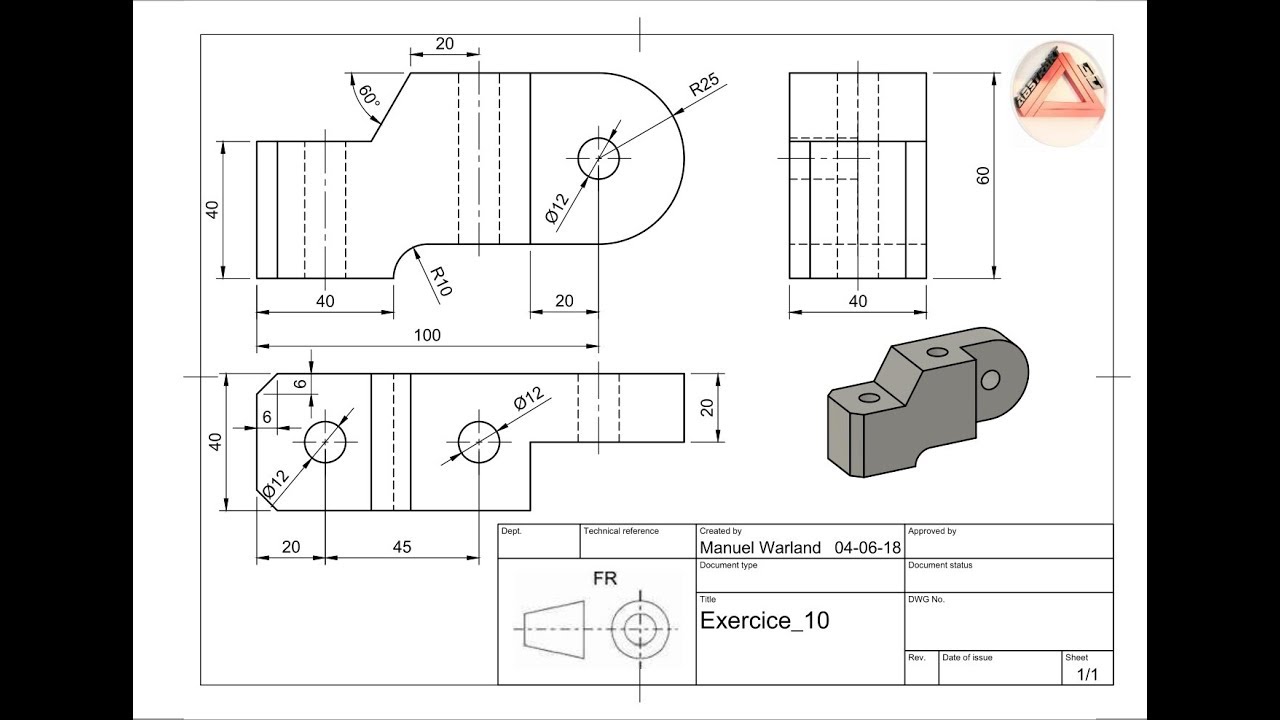 20
60°
R25
40
Ø12
60
R10
40
20
40
100
6
6
Ø12
Ø12
20
40
20
45
Dept.
Technical reference
Created by
Manuel Warland 04-06-18
Approved by
Document type
Document status
FR
Title
Exercice_10
DWG No.
Rev.
Date of issue
Sheet
1/1